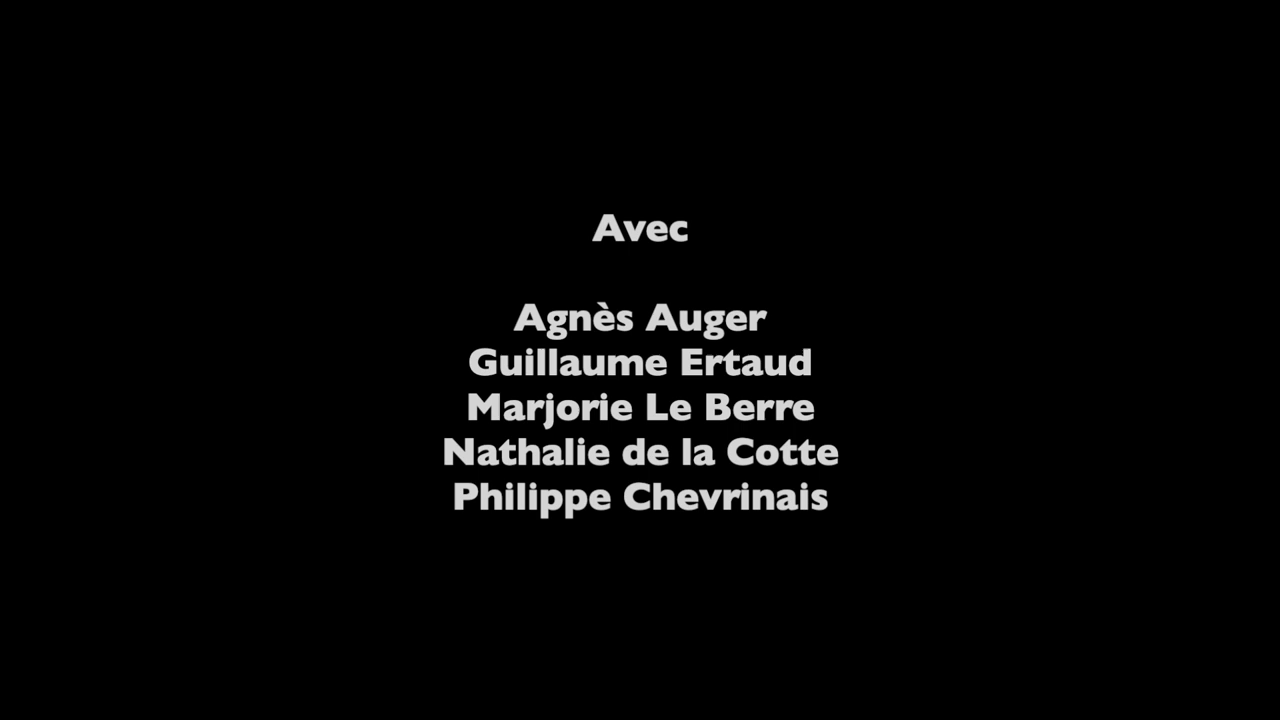 Avec
Agnès Auger
Guillaume Ertaud
Marjorie Le Berre
Nathalie de la Cotte
Philippe Chevrinais